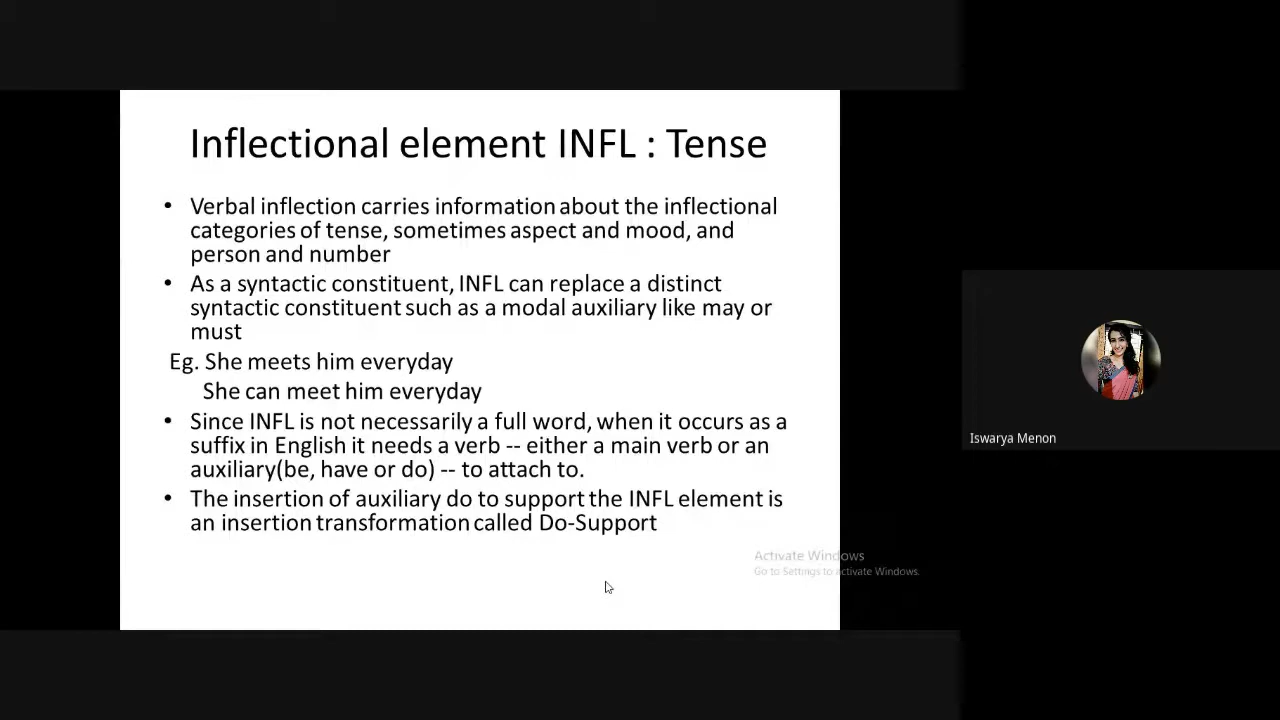 Inflectional element INFL : Tense
• Verbal inflection carries information about the inflectional
categories of tense, sometimes aspect and mood, and
person and number
• As a syntactic constituent, INFL can replace a distinct
syntactic constituent such as a modal auxiliary like may or
must
Eg. She meets him everyday
She can meet him everyday
• Since INFL is not necessarily a full word, when it occurs as a
suffix in English it needs a verb -- either a main verb or an
auxiliary(be, have or do) -- to attach to.
• The insertion of auxiliary do to support the INFL element is
an insertion transformation called Do-Support
Activate Windows
Go to Settings to activate Windows.
Iswarya Menon